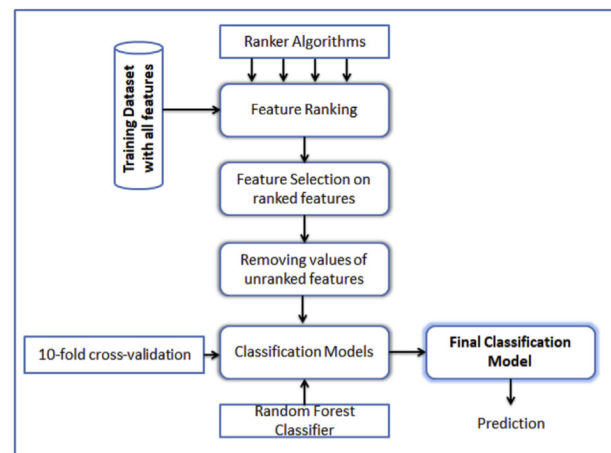 Ranker Algorithms
Training Dataset
with all features
Feature Ranking
Feature Selection on
ranked features
Removing values of
unranked features
10-fold cross-validation
Classification Models
Final Classification
Model
Random Forest
Classifier
Prediction